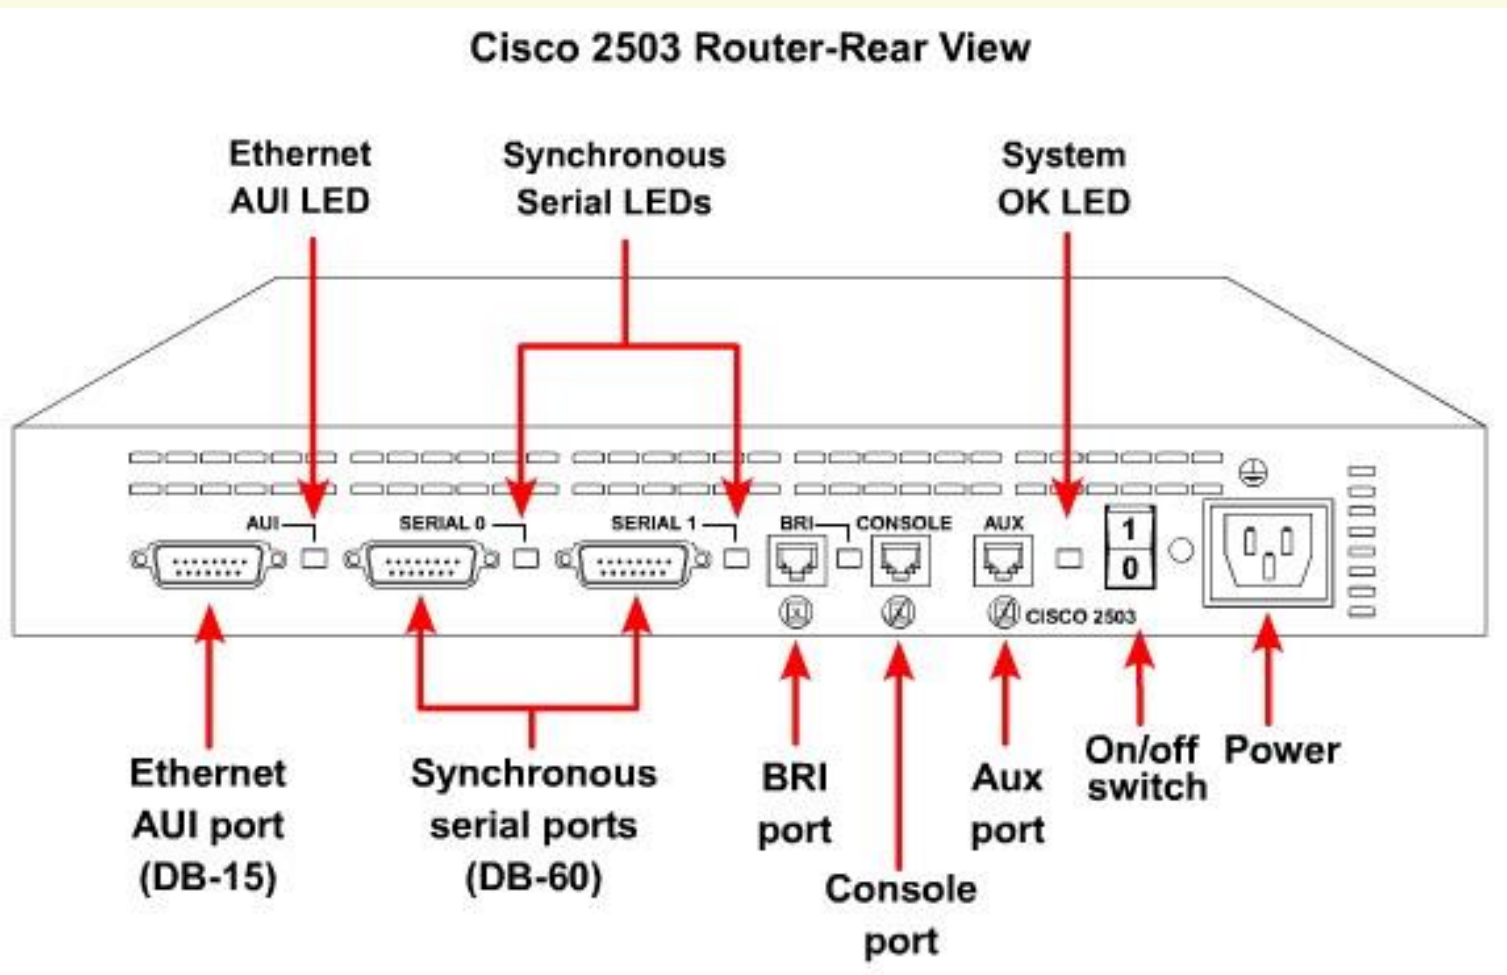 Cisco 2503 Router-Rear View
Ethernet
AUI LED
Synchronous
Serial LEDs
System
OK LED
AUI
SERIAL 0
SERIAL 1
BRI
CONSOLE
AUX
1
0
CISCO 2503
Ethernet
AUI port
(DB-15)
Synchronous
serial ports
(DB-60)
BRI
port
Console
port
Aux
port
On/off
switch
Power